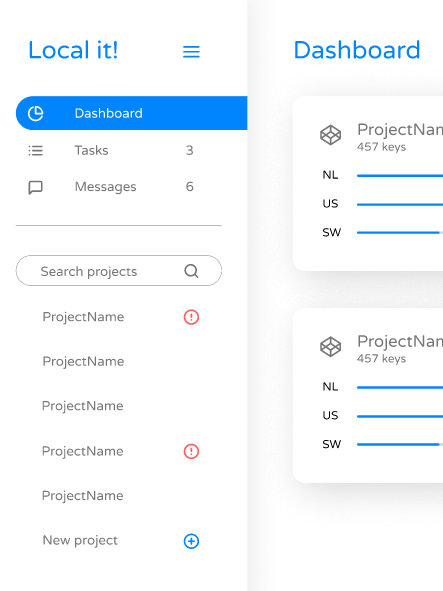 Local it!
Dashboard
Tasks 3
Messages 6
Search projects
ProjectName
ProjectName
ProjectName
ProjectName
ProjectName
New project
Dashboard
ProjectNam
457 keys
NL
US
SW
ProjectNam
457 keys
NL
US
SW